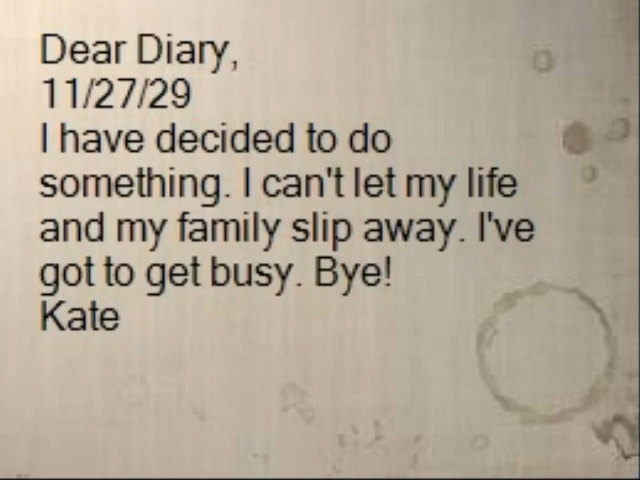 Dear Diary,
11/27/29
I have decided to do
something. I can't let my life
and my family slip away. I've
got to get busy. Bye!
Kate